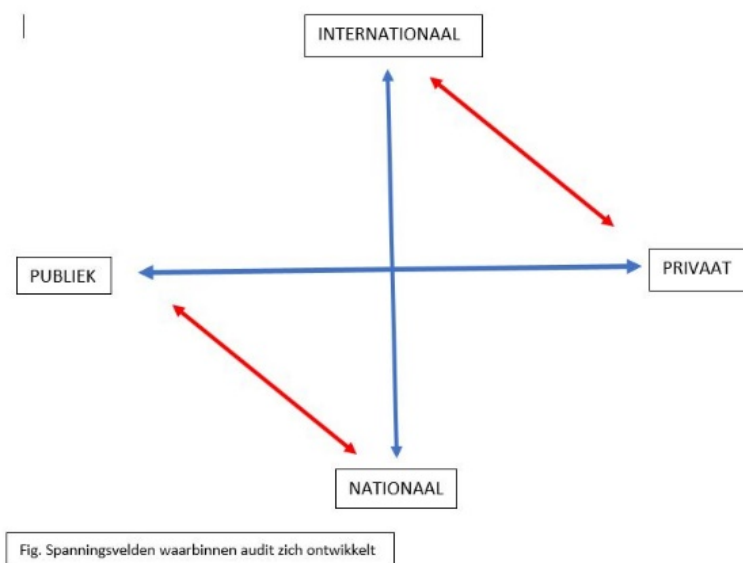 INTERNATIONAAL
PUBLIEK
PRIVAAT
NATIONAAL
Fig. Spanningsvelden waarbinnen audit zich ontwikkelt